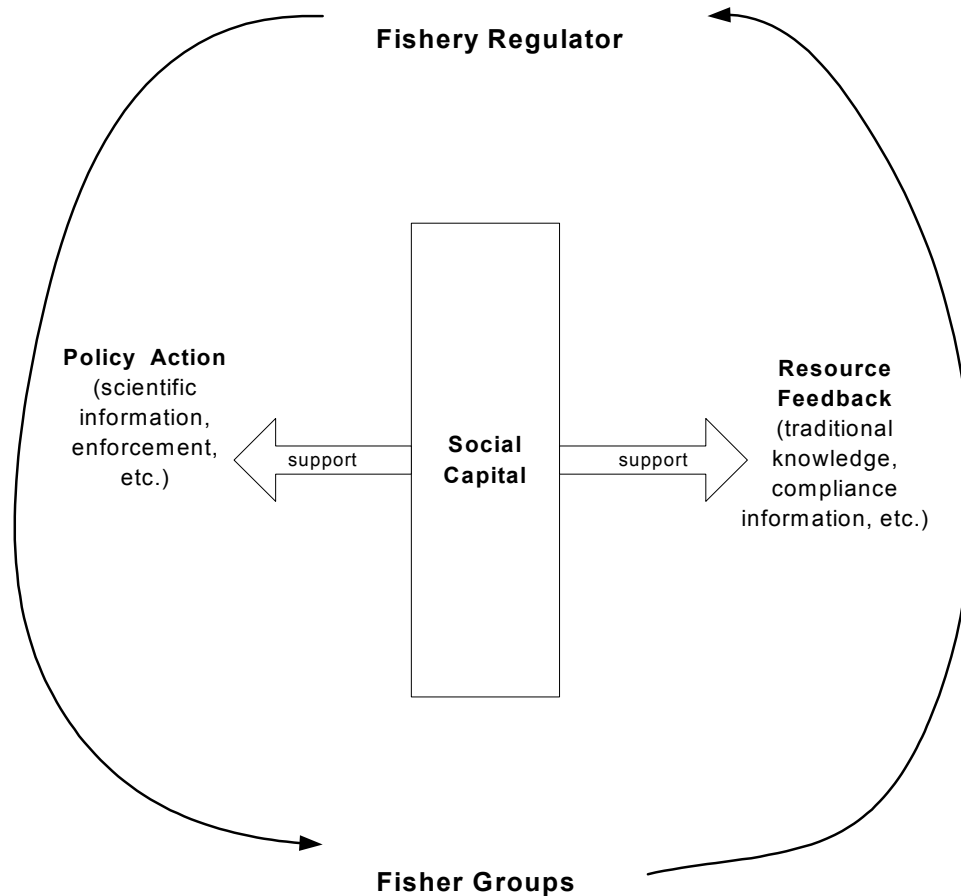 Fishery Regulator
Policy Action
(scientific
information,
enforcement,
etc.)
support
Social
Capital
support
Resource
Feedback
(traditional
knowledge,
compliance
information, etc.)
Fisher Groups